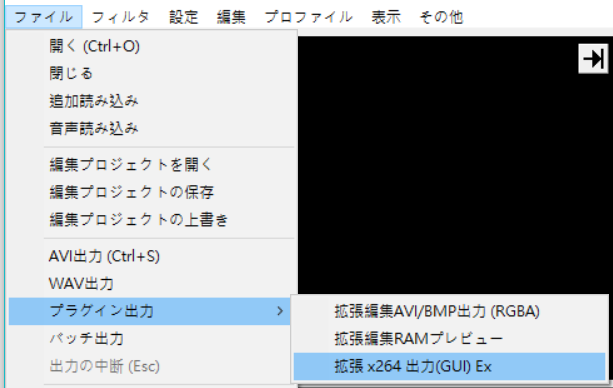 ファイル フィルタ 設定 編集 プロファイル 表示 その他
開く (Ctrl+O)
閉じる
追加読み込み
音声読み込み
編集プロジェクトを開く
編集プロジェクトの保存
編集プロジェクトの上書き
AVI出力 (Ctrl+S)
WAV出力
プラグイン出力 >
バッチ出力
出力の中断 (Esc)
拡張編集AVI/BMP出力 (RGBA)
拡張編集RAMプレビュー
拡張 x264 出力(GUI) Ex